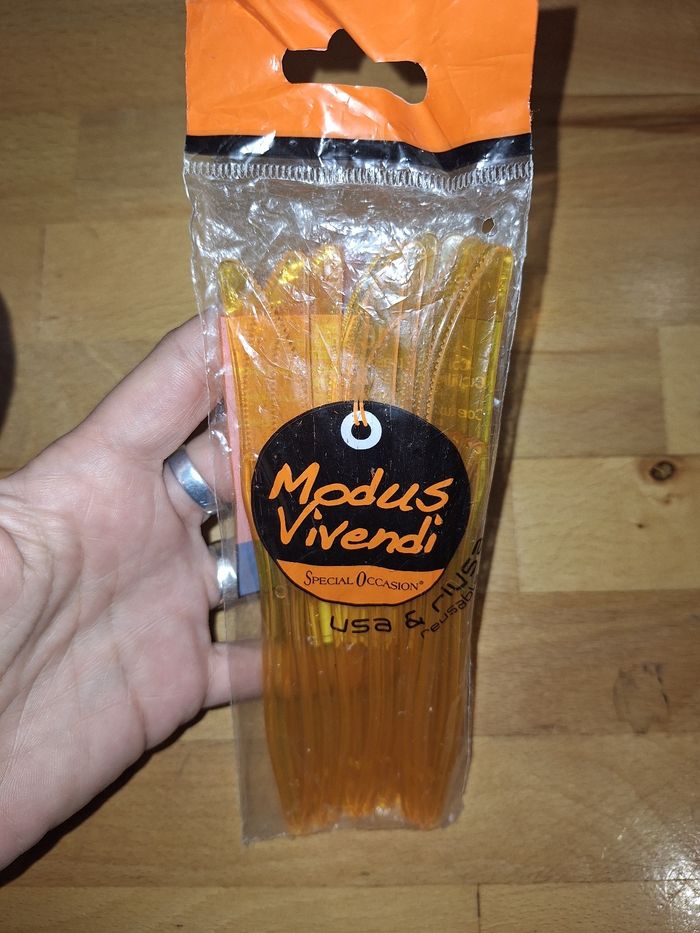 Modus
Vivendi
SPECIAL OCCASION®
usa & riusa
reusable